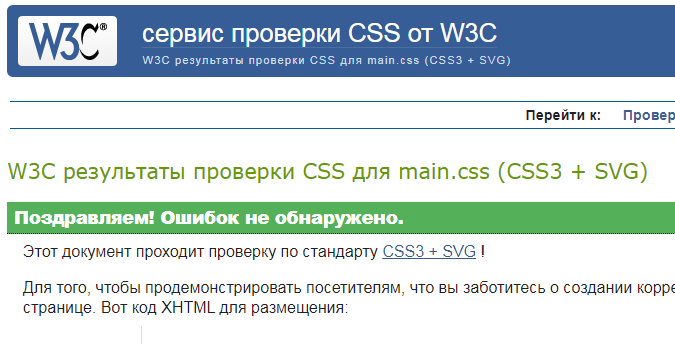 W3C®
сервис проверки CSS от W3C
W3C результаты проверки CSS для main.css (CSS3 + SVG)
Перейти к:
W3C результаты проверки CSS для main.css (CSS3 + SVG)
Поздравляем! Ошибок не обнаружено.
Этот документ проходит проверку по стандарту CSS3 + SVG !
Для того, чтобы продемонстрировать посетителям, что вы заботитесь о создании
странице. Вот код XHTML для размещения: